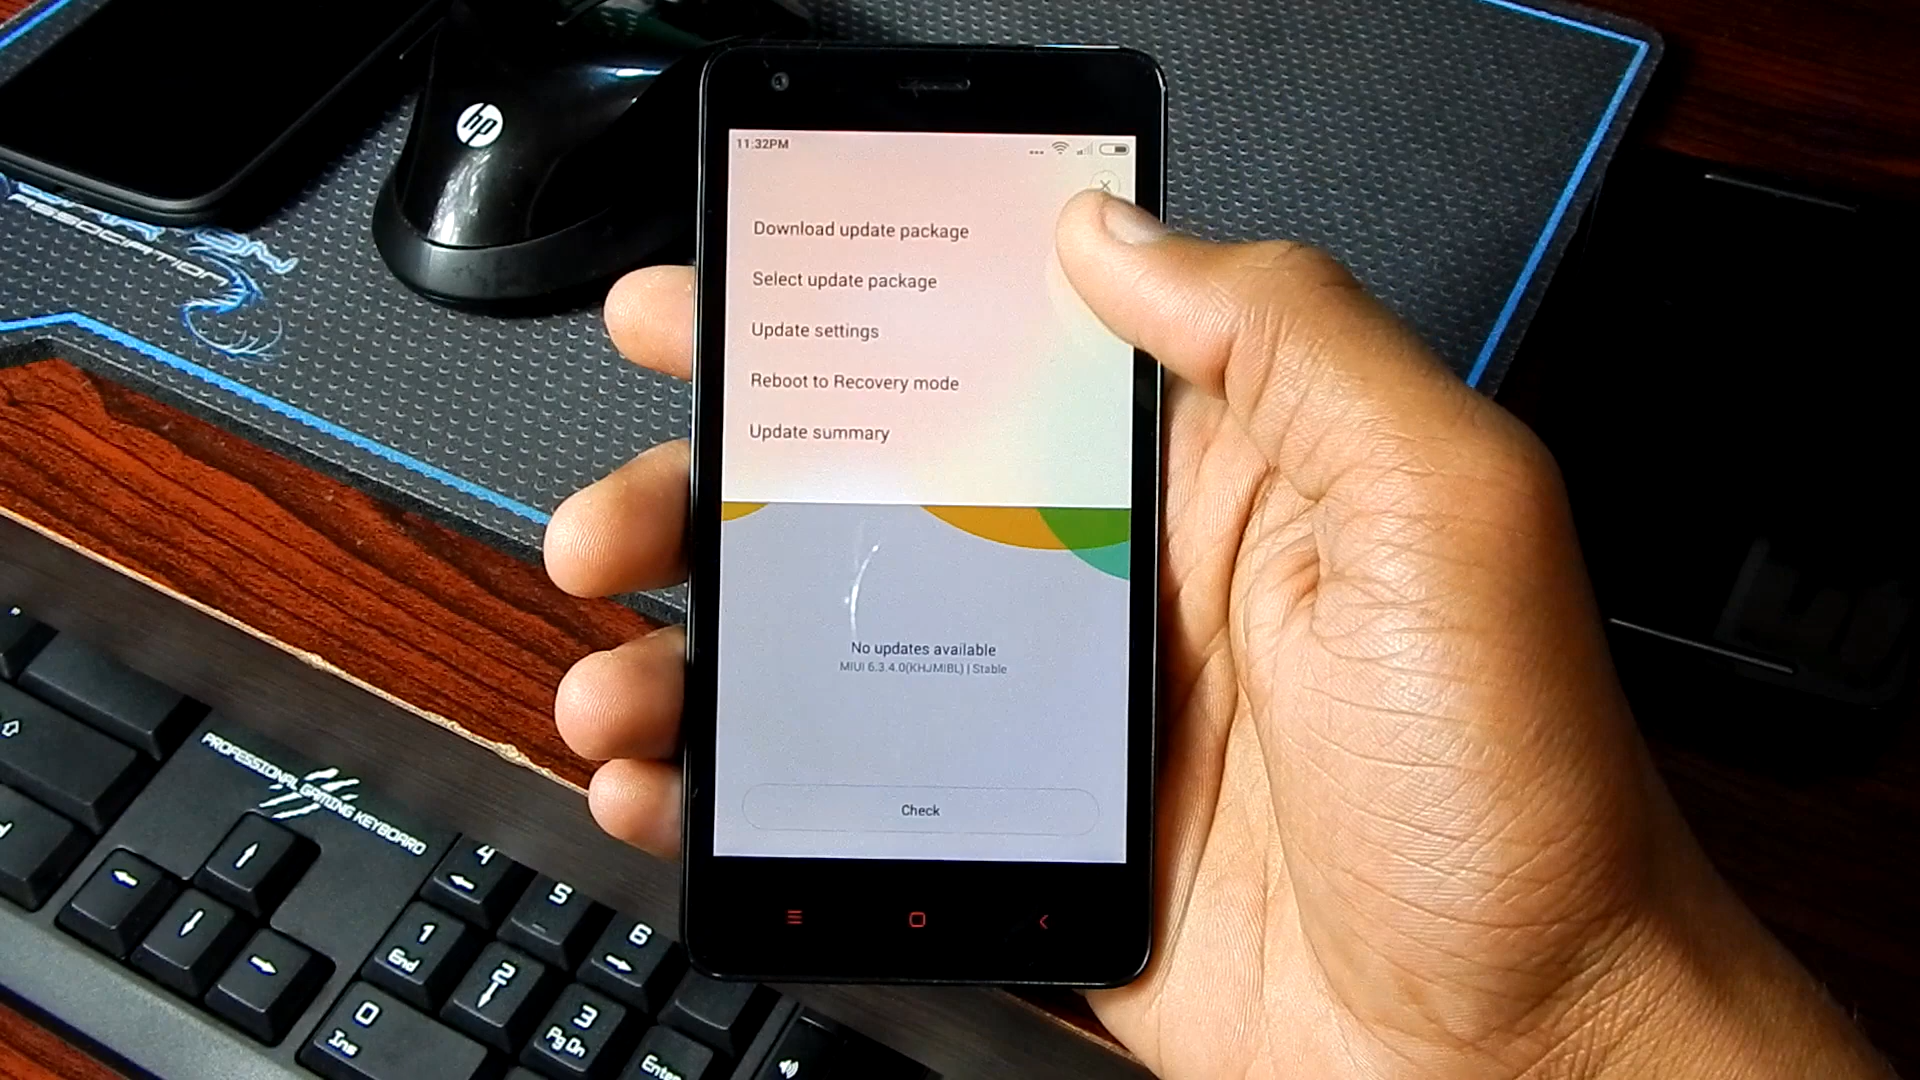 hp
ASSOCIATION
11:32PM
Download update package
Select update package
Update settings
Reboot to Recovery mode
Update summary
No updates available
MIUI 6.3.4.0(KHJMIBL) | Stable
Check
PROFESSIONAL GAMING KEYBOARD
4
5
6
1
End
2
3
Pg Dn
0
Ins
Enter